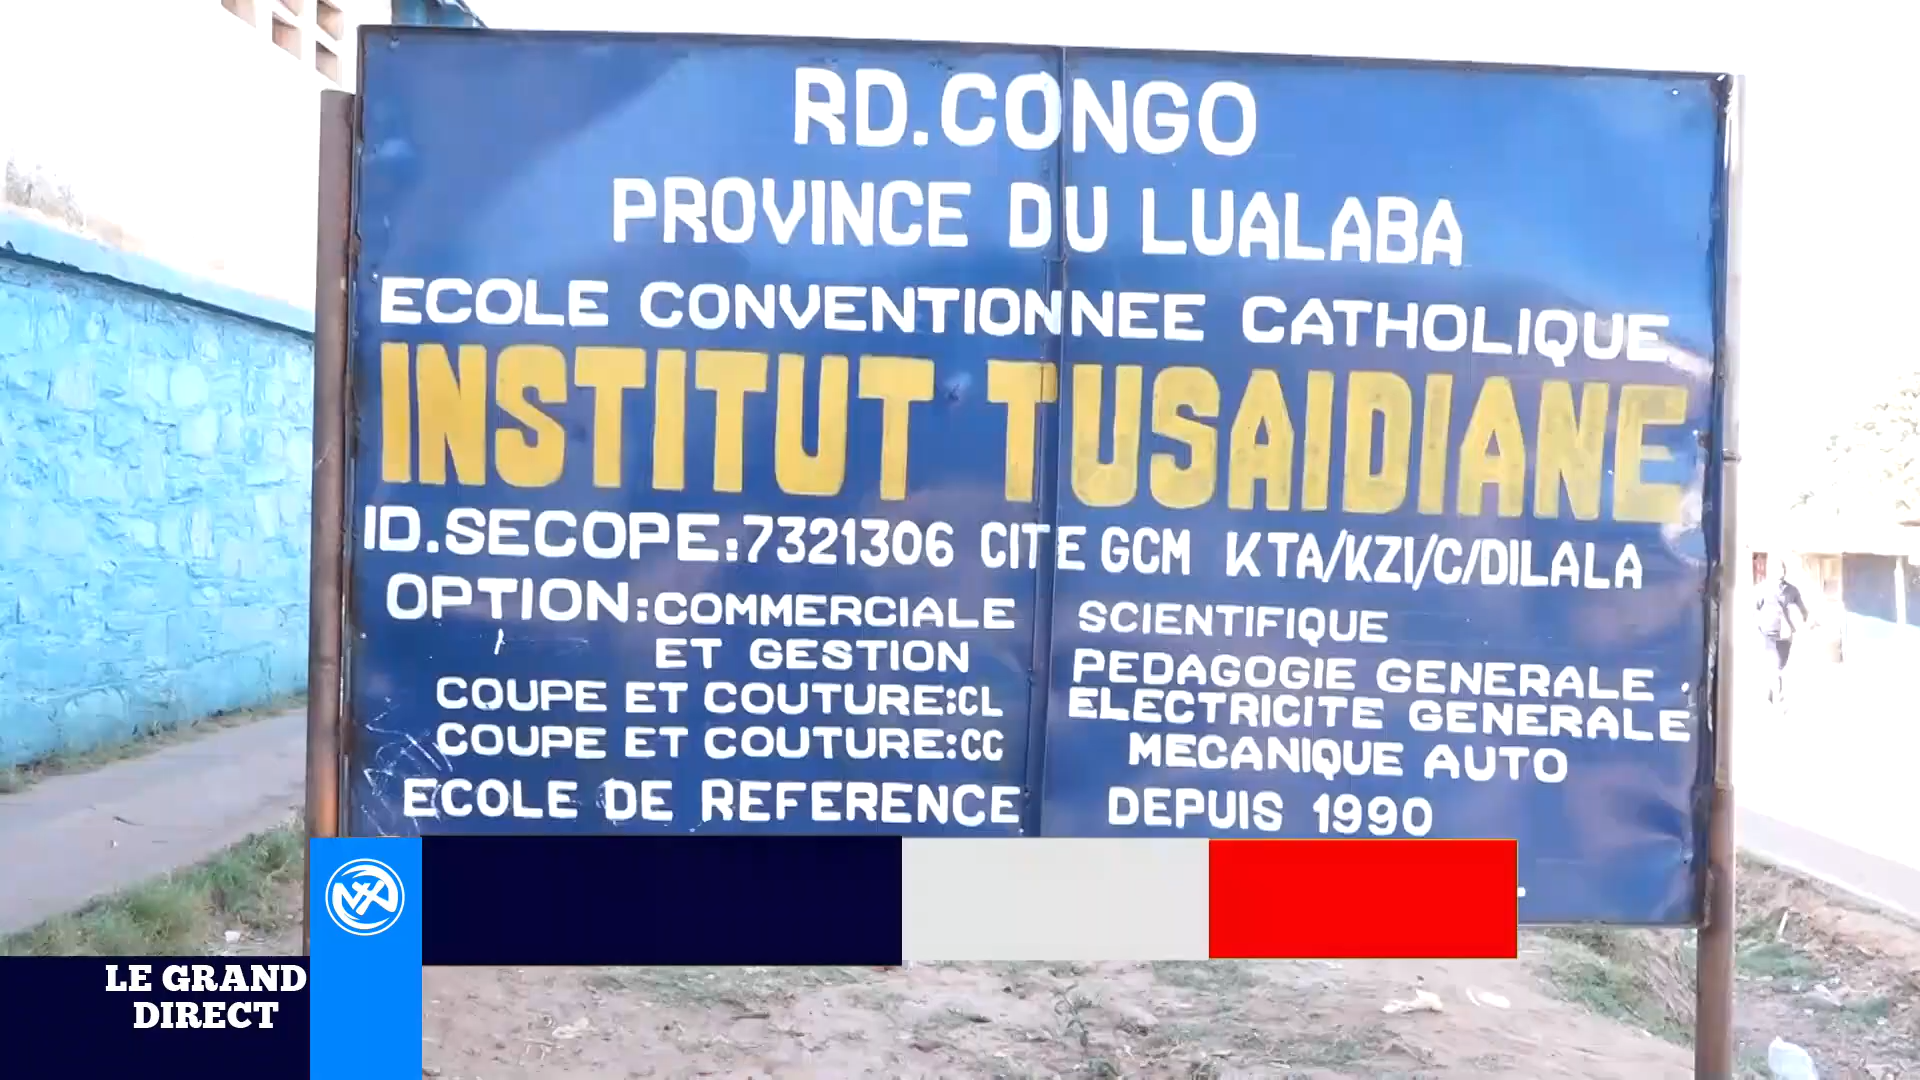 RD.CONGO
PROVINCE DU LUALABA
ECOLE CONVENTIONNEE CATHOLIQUE
INSTITUT TUSAIDIANE
ID.SECOPE:7321306 CITE GCM KTA/KZI/C/DILALA
OPTION:COMMERCIALE
ET GESTION
COUPE ET COUTURE:CL
COUPE ET COUTURE:CC
SCIENTIFIQUE
PEDAGOGIE GENERALE.
ELECTRICITE GENERALE
MECANIQUE AUTO
ECOLE DE REFERENCE DEPUIS 1990
LE GRAND
DIRECT